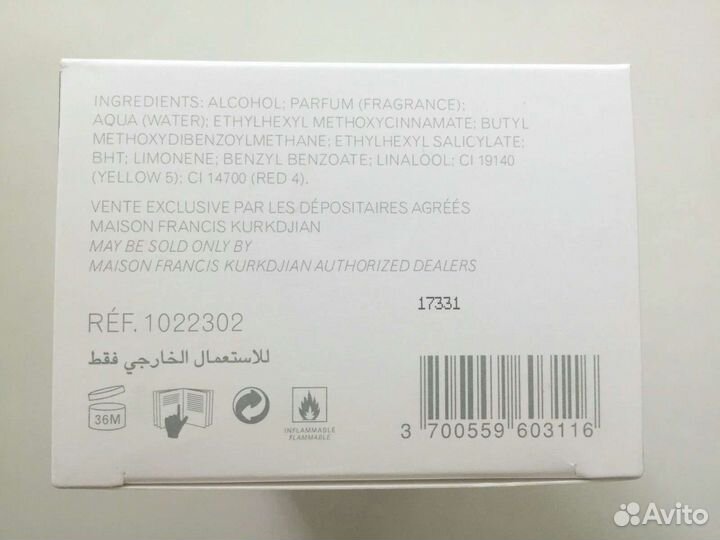 INGREDIENTS: ALCOHOL; PARFUM (FRAGRANCE);
AQUA (WATER); ETHYLHEXYL METHOXYCINNAMATE; BUTYL
METHOXYDIBENZOYLMETHANE; ETHYLHEXYL SALICYLATE;
BHT; LIMONENE; BENZYL BENZOATE; LINALOOL; CI 19140
(YELLOW 5); CI 14700 (RED 4).
VENTE EXCLUSIVE PAR LES DÉPOSITAIRES AGRÉÉS
MAISON FRANCIS KURKDJIAN
MAY BE SOLD ONLY BY
MAISON FRANCIS KURKDJIAN AUTHORIZED DEALERS
17331
RÉF. 1022302
للاستعمال الخارجي فقط
36M
INFLAMMABLE
FLAMMABLE
3 700559 603116
Avito